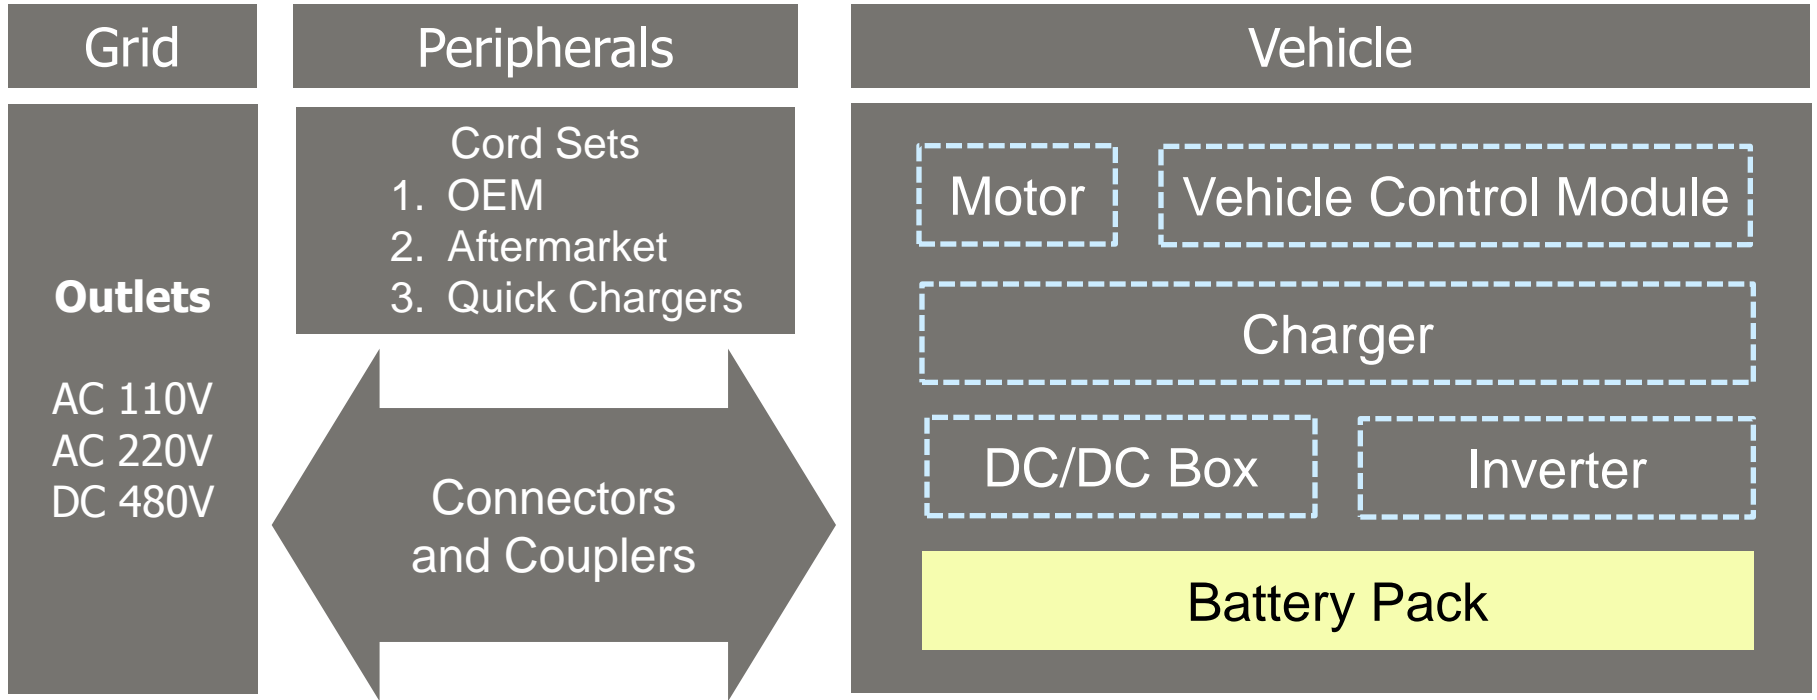 Grid
Peripherals
Vehicle
Outlets
AC 110V
AC 220V
DC 480V
Cord Sets
1. OEM
2. Aftermarket
3. Quick Chargers
Connectors
and Couplers
Motor
Vehicle Control Module
Charger
DC/DC Box
Inverter
Battery Pack